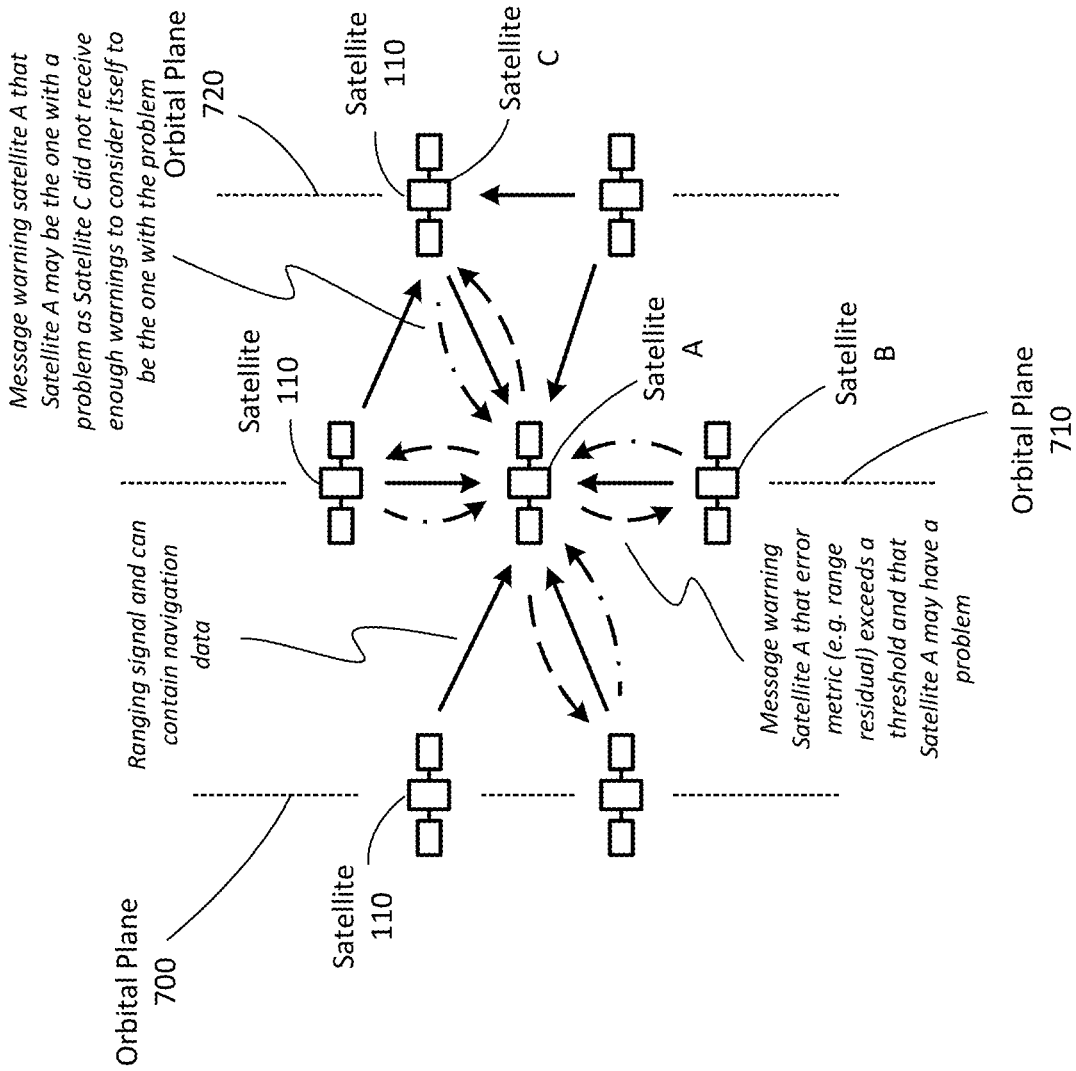 Message warning satellite A that
Satellite A may be the one with a
problem as Satellite C did not receive
enough warnings to consider itself to
be the one with the problem
Orbital Plane
720
Satellite
110
Satellite
C
Satellite
110
Ranging signal and can
contain navigation
data
Satellite
A
Satellite
B
Orbital Plane
710
Message warning
Satellite A that error
metric (e.g. range
residual) exceeds a
threshold and that
Satellite A may have a
problem
Orbital Plane
700
Satellite
110